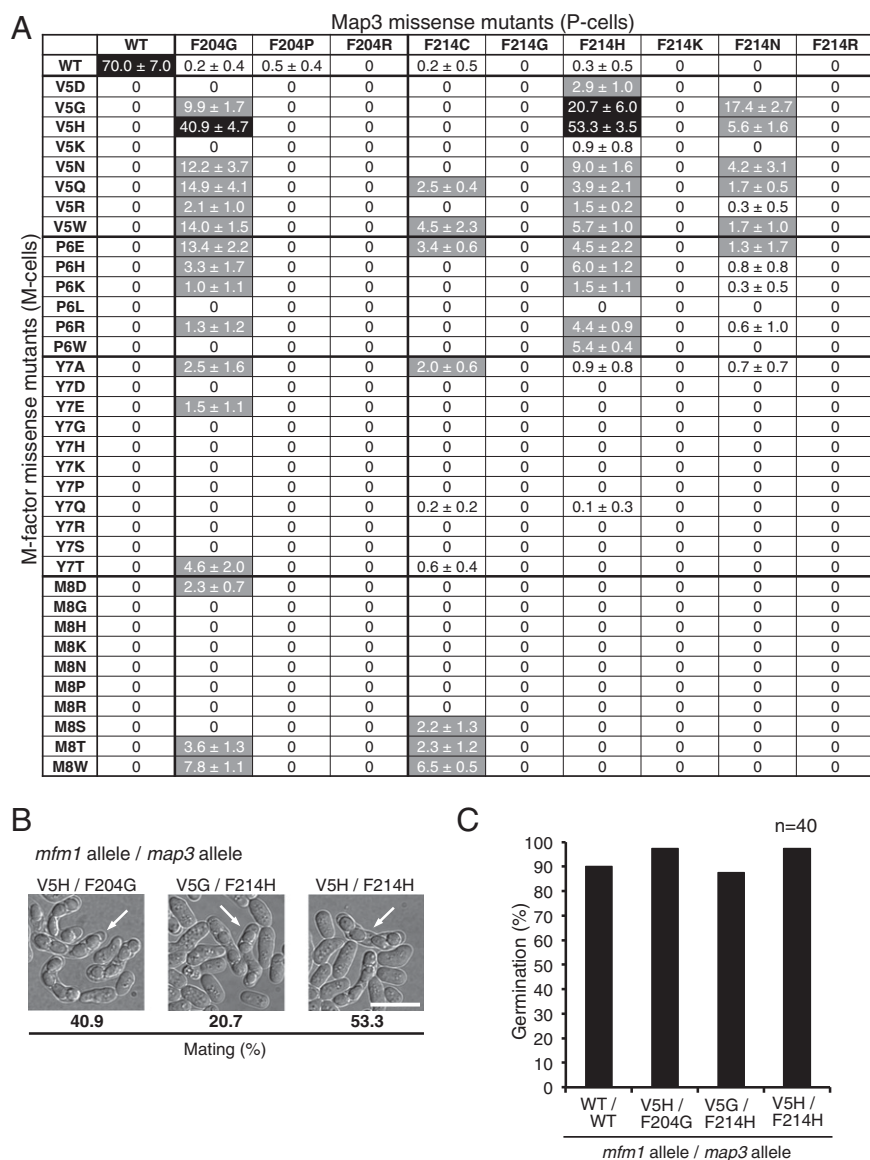 A
Map3 missense mutants (P-cells)
M-factor missense mutants (M-cells)
WT F204G F204P F204R F214C F214G F214H F214K F214N F214R
WT 70.0 ± 7.0 0.2 ± 0.4 0.5 ± 0.4 0 0.2 ± 0.5 0 0.3 ± 0.5 0 0 0
V5D 0 0 0 0 0 0 2.9 ± 1.0 0 0 0
V5G 0 9.9 ± 1.7 0 0 0 0 20.7 ± 6.0 0 17.4 ± 2.7 0
V5H 0 40.9 ± 4.7 0 0 0 0 53.3 ± 3.5 0 5.6 ± 1.6 0
V5K 0 0 0 0 0 0 0.9 ± 0.8 0 0 0
V5N 0 12.2 ± 3.7 0 0 0 0 9.0 ± 1.6 0 4.2 ± 3.1 0
V5Q 0 14.9 ± 4.1 0 0 2.5 ± 0.4 0 3.9 ± 2.1 0 1.7 ± 0.5 0
V5R 0 2.1 ± 1.0 0 0 0 0 1.5 ± 0.2 0 0.3 ± 0.5 0
V5W 0 14.0 ± 1.5 0 0 4.5 ± 2.3 0 5.7 ± 1.0 0 1.7 ± 1.0 0
P6E 0 13.4 ± 2.2 0 0 3.4 ± 0.6 0 4.5 ± 2.2 0 1.3 ± 1.7 0
P6H 0 3.3 ± 1.7 0 0 0 0 6.0 ± 1.2 0 0.8 ± 0.8 0
P6K 0 1.0 ± 1.1 0 0 0 0 1.5 ± 1.1 0 0.3 ± 0.5 0
P6L 0 0 0 0 0 0 0 0 0 0
P6R 0 1.3 ± 1.2 0 0 0 0 4.4 ± 0.9 0 0.6 ± 1.0 0
P6W 0 0 0 0 0 0 5.4 ± 0.4 0 0 0
Y7A 0 2.5 ± 1.6 0 0 2.0 ± 0.6 0 0.9 ± 0.8 0 0.7 ± 0.7 0
Y7D 0 0 0 0 0 0 0 0 0 0
Y7E 0 1.5 ± 1.1 0 0 0 0 0 0 0 0
Y7G 0 0 0 0 0 0 0 0 0 0
Y7H 0 0 0 0 0 0 0 0 0 0
Y7K 0 0 0 0 0 0 0 0 0 0
Y7P 0 0 0 0 0 0 0 0 0 0
Y7Q 0 0 0 0 0.2 ± 0.2 0 0.1 ± 0.3 0 0 0
Y7R 0 0 0 0 0 0 0 0 0 0
Y7S 0 0 0 0 0 0 0 0 0 0
Y7T 0 4.6 ± 2.0 0 0 0.6 ± 0.4 0 0 0 0 0
M8D 0 2.3 ± 0.7 0 0 0 0 0 0 0 0
M8G 0 0 0 0 0 0 0 0 0 0
M8H 0 0 0 0 0 0 0 0 0 0
M8K 0 0 0 0 0 0 0 0 0 0
M8N 0 0 0 0 0 0 0 0 0 0
M8P 0 0 0 0 0 0 0 0 0 0
M8R 0 0 0 0 0 0 0 0 0 0
M8S 0 0 0 0 2.2 ± 1.3 0 0 0 0 0
M8T 0 3.6 ± 1.3 0 0 2.3 ± 1.2 0 0 0 0 0
M8W 0 7.8 ± 1.1 0 0 6.5 ± 0.5 0 0 0 0 0
B
mfm1 allele / map3 allele
V5H / F204G V5G / F214H V5H / F214H
40.9 20.7 53.3
Mating (%)
C
n=40
Germination (%)
100
90
80
70
60
50
40
30
20
10
0
WT / WT
V5H / F204G
V5G / F214H
V5H / F214H
mfm1 allele / map3 allele